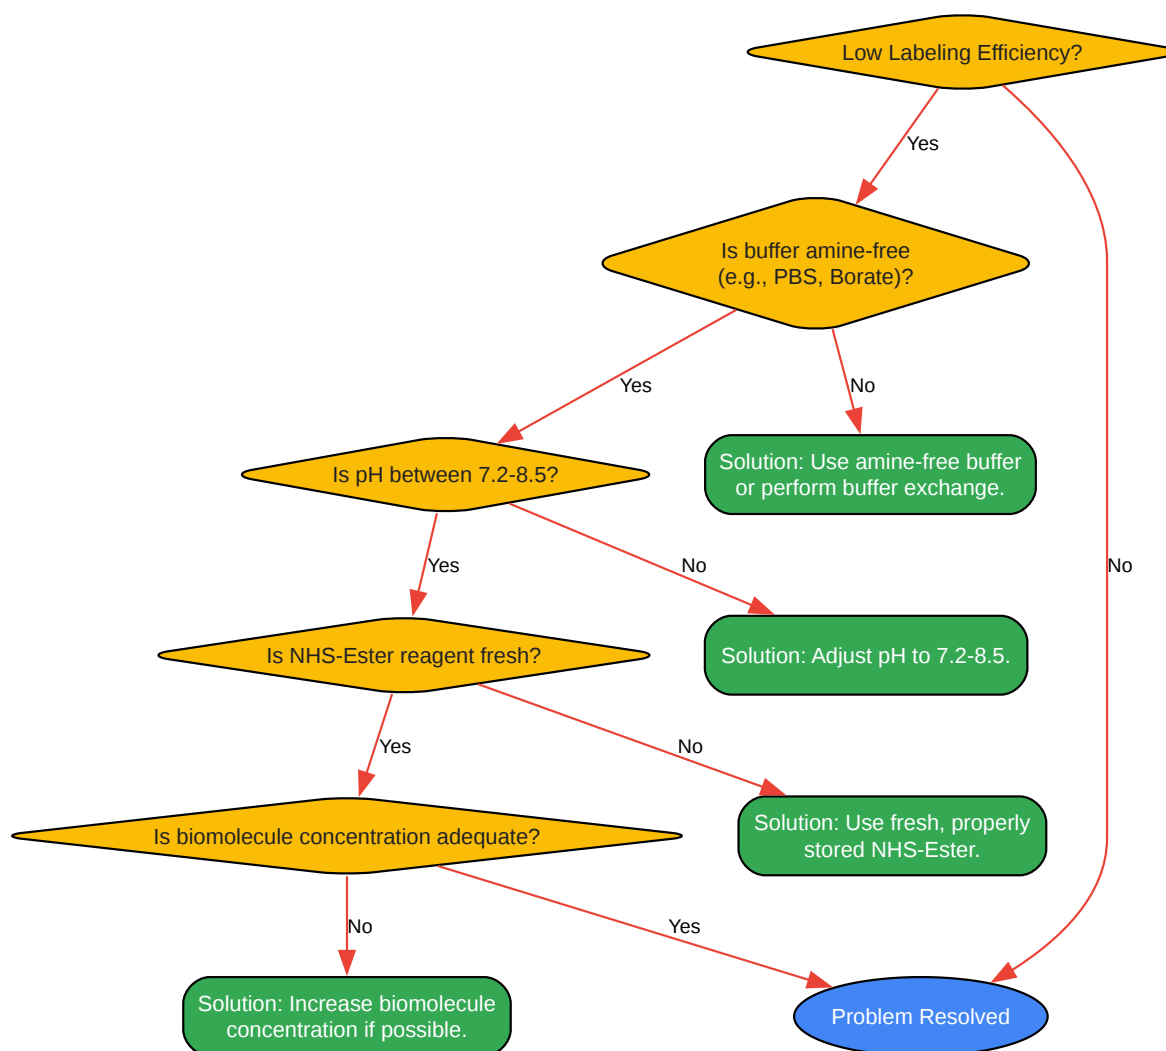 Low Labeling Efficiency?
Yes
Is buffer amine-free
(e.g., PBS, Borate)?
Yes
No
Solution: Use amine-free buffer
or perform buffer exchange.
Is pH between 7.2-8.5?
Yes
No
No
Solution: Adjust pH to 7.2-8.5.
Is NHS-Ester reagent fresh?
Yes
No
Solution: Use fresh, properly
stored NHS-Ester.
Is biomolecule concentration adequate?
No
Yes
Solution: Increase biomolecule
concentration if possible.
Problem Resolved